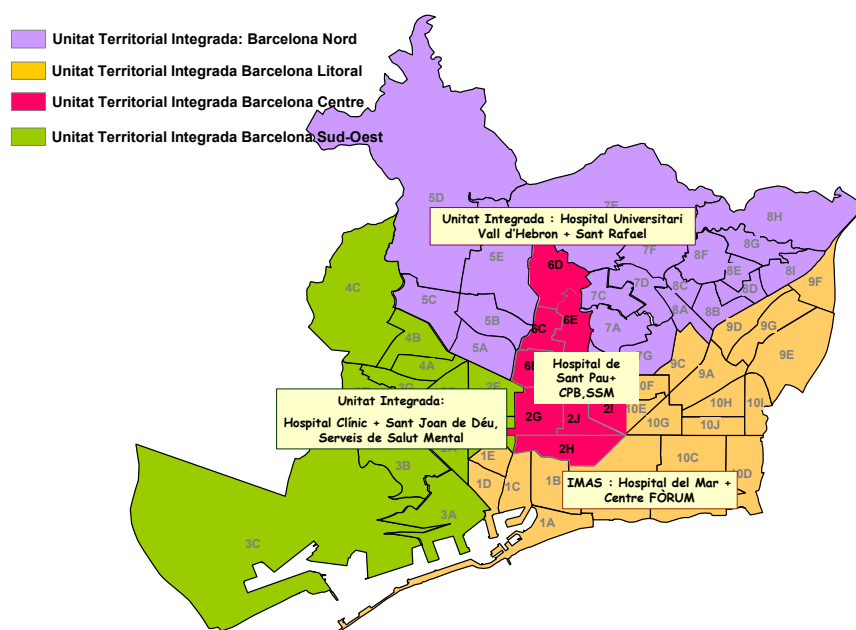 Unitat Territorial Integrada: Barcelona Nord
Unitat Territorial Integrada Barcelona Litoral
Unitat Territorial Integrada Barcelona Centre
Unitat Territorial Integrada Barcelona Sud-Oest
5D
7E
8H
Unitat Integrada : Hospital Universitari
Vall d'Hebron + Sant Rafael
5E
7F
8F
8G
6D
8E
8I
4C
7D
8C
8D
9F
5C
7C
8A
8B
6E
5B
6C
7A
9D
9G
4B
5A
7G
9C
9E
4A
Hospital de
Sant Pau+
CPB,SSM
9A
3G
2E
10F
Unitat Integrada:
Hospital Clínic + Sant Joan de Déu,
Serveis de Salut Mental
2G
2J
2I
10E
10H
10I
10G
10J
2H
1E
3B
10C
1D
1C
1B
IMAS : Hospital del Mar +
Centre FÒRUM
10D
3A
1A
3C